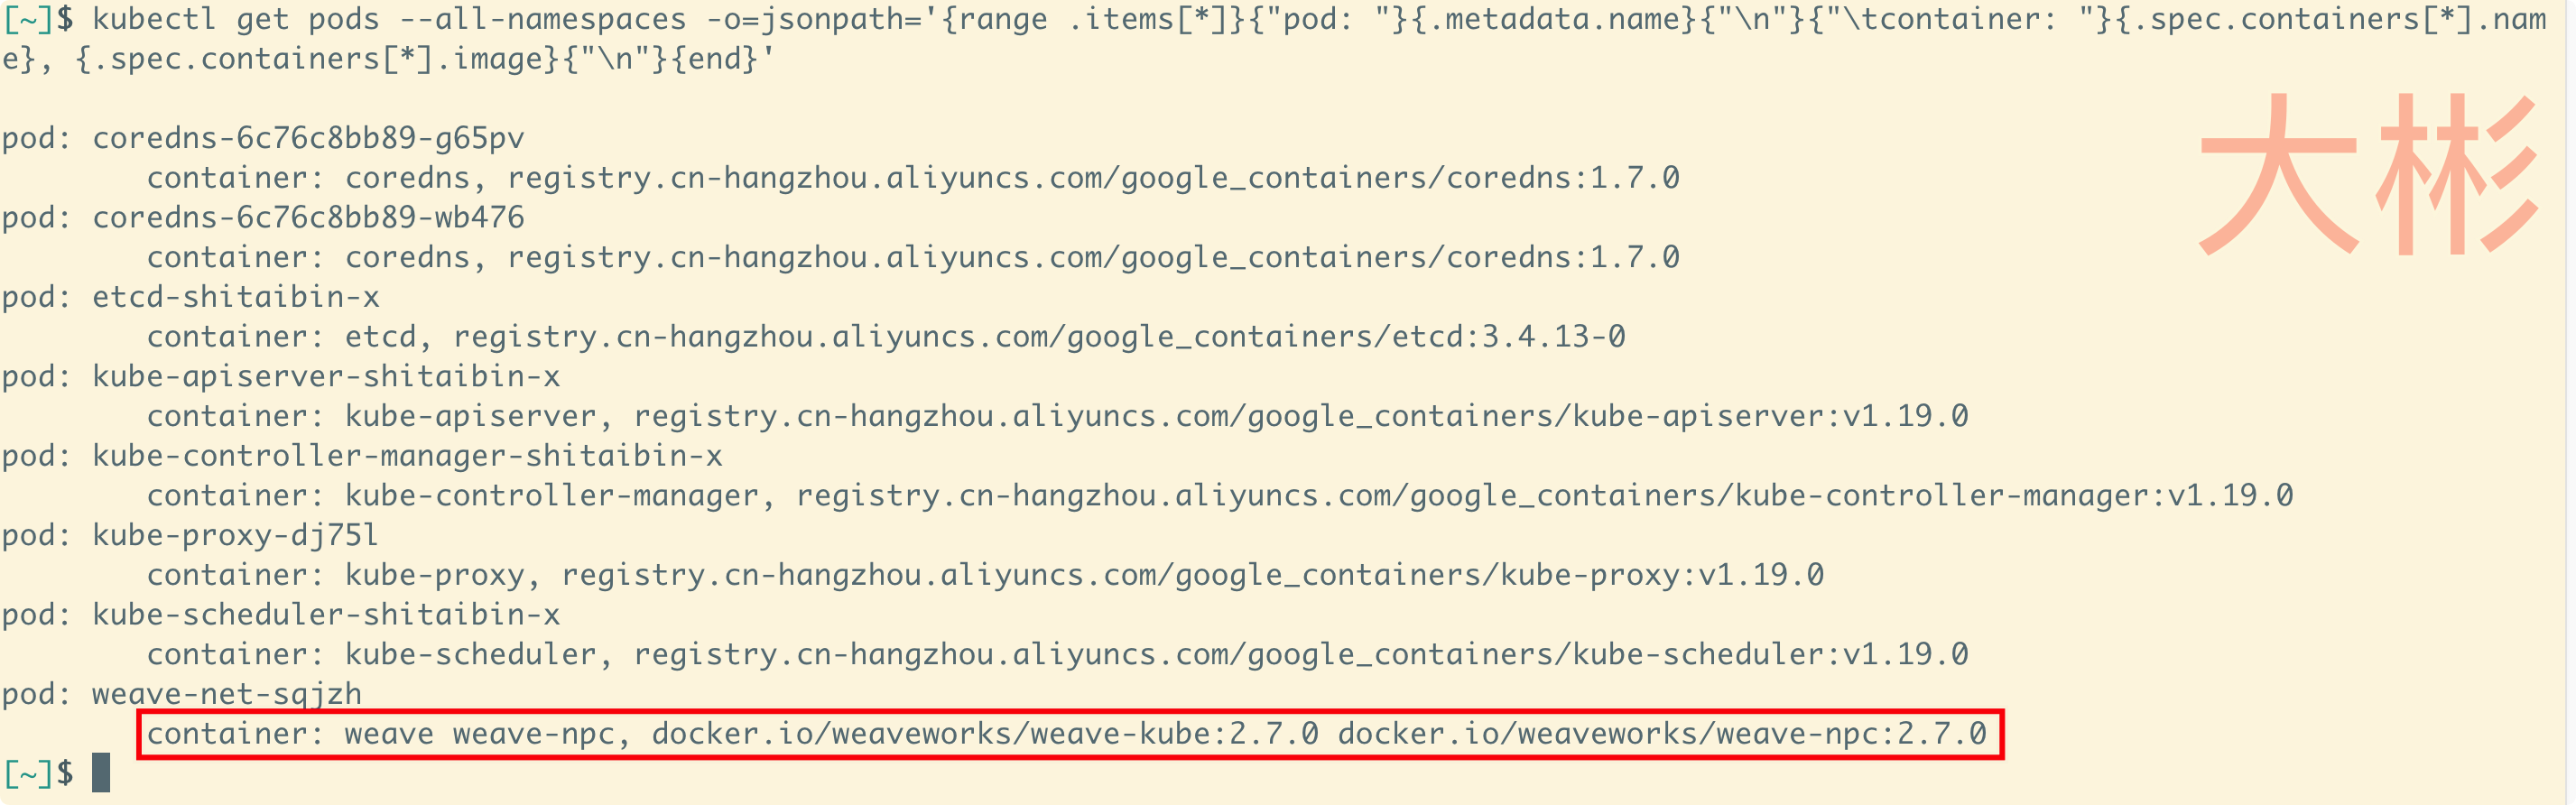 [~]$ kubectl get pods --all-namespaces -o=jsonpath='{range .items[*]}{"pod: "}{.metadata.name}{"\n"}{"\tcontainer: "}{.spec.containers[*].nam
e}, {.spec.containers[*].image}{"\n"}{end}'
大彬
pod: coredns-6c76c8bb89-g65pv
container: coredns, registry.cn-hangzhou.aliyuncs.com/google_containers/coredns:1.7.0
pod: coredns-6c76c8bb89-wb476
container: coredns, registry.cn-hangzhou.aliyuncs.com/google_containers/coredns:1.7.0
pod: etcd-shitaibin-x
container: etcd, registry.cn-hangzhou.aliyuncs.com/google_containers/etcd:3.4.13-0
pod: kube-apiserver-shitaibin-x
container: kube-apiserver, registry.cn-hangzhou.aliyuncs.com/google_containers/kube-apiserver:v1.19.0
pod: kube-controller-manager-shitaibin-x
container: kube-controller-manager, registry.cn-hangzhou.aliyuncs.com/google_containers/kube-controller-manager:v1.19.0
pod: kube-proxy-dj75l
container: kube-proxy, registry.cn-hangzhou.aliyuncs.com/google_containers/kube-proxy:v1.19.0
pod: kube-scheduler-shitaibin-x
container: kube-scheduler, registry.cn-hangzhou.aliyuncs.com/google_containers/kube-scheduler:v1.19.0
pod: weave-net-sqjzh
container: weave weave-npc, docker.io/weaveworks/weave-kube:2.7.0 docker.io/weaveworks/weave-npc:2.7.0
[~]$